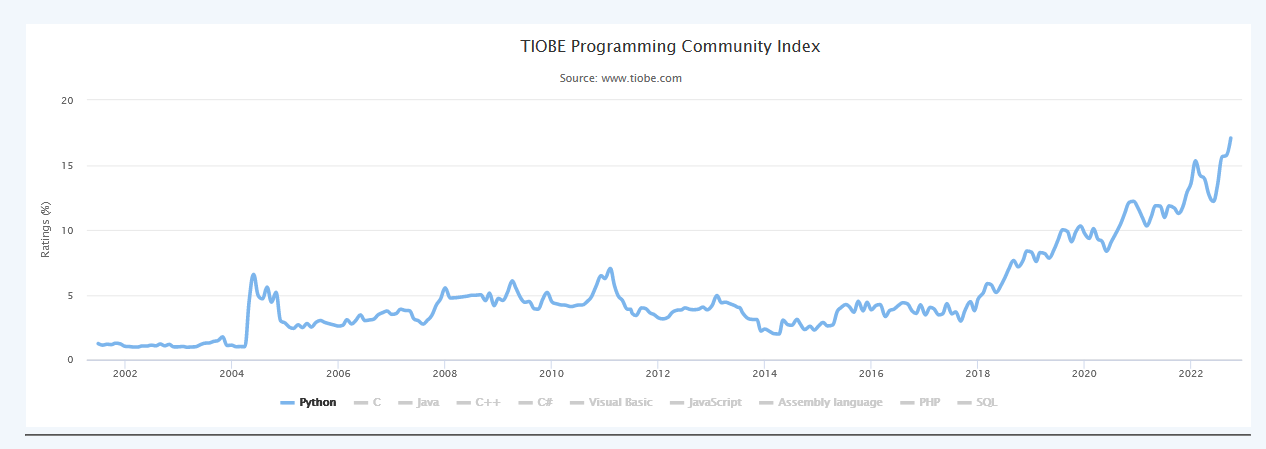 TIOBE Programming Community Index
Source: www.tiobe.com
Ratings (%)
20
15
10
5
0
2002 2004 2006 2008 2010 2012 2014 2016 2018 2020 2022
Python C Java C++ C# Visual Basic JavaScript Assembly language PHP SQL